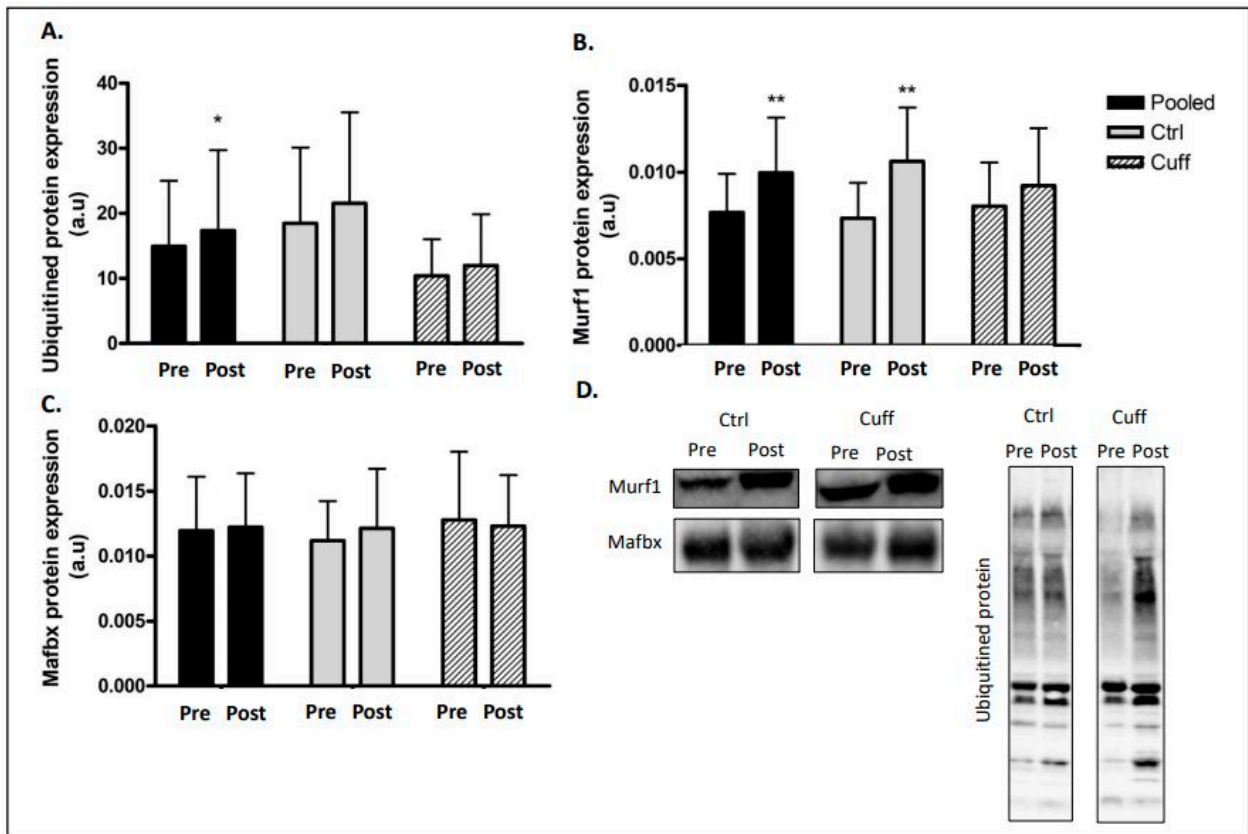 A.
Ubiquitined protein expression
(a.u)
40
30
20
10
0
*
Pre Post Pre Post Pre Post
B.
Murf1 protein expression
(a.u)
0.015
0.010
0.005
0.000
** **
Pre Post Pre Post Pre Post
Pooled
Ctrl
Cuff
C.
Mafbx protein expression
(a.u)
0.020
0.015
0.010
0.005
0.000
Pre Post Pre Post Pre Post
D.
Ctrl Cuff
Pre Post Pre Post
Murf1
Mafbx
Ctrl Cuff
Pre Post Pre Post
Ubiquitined protein